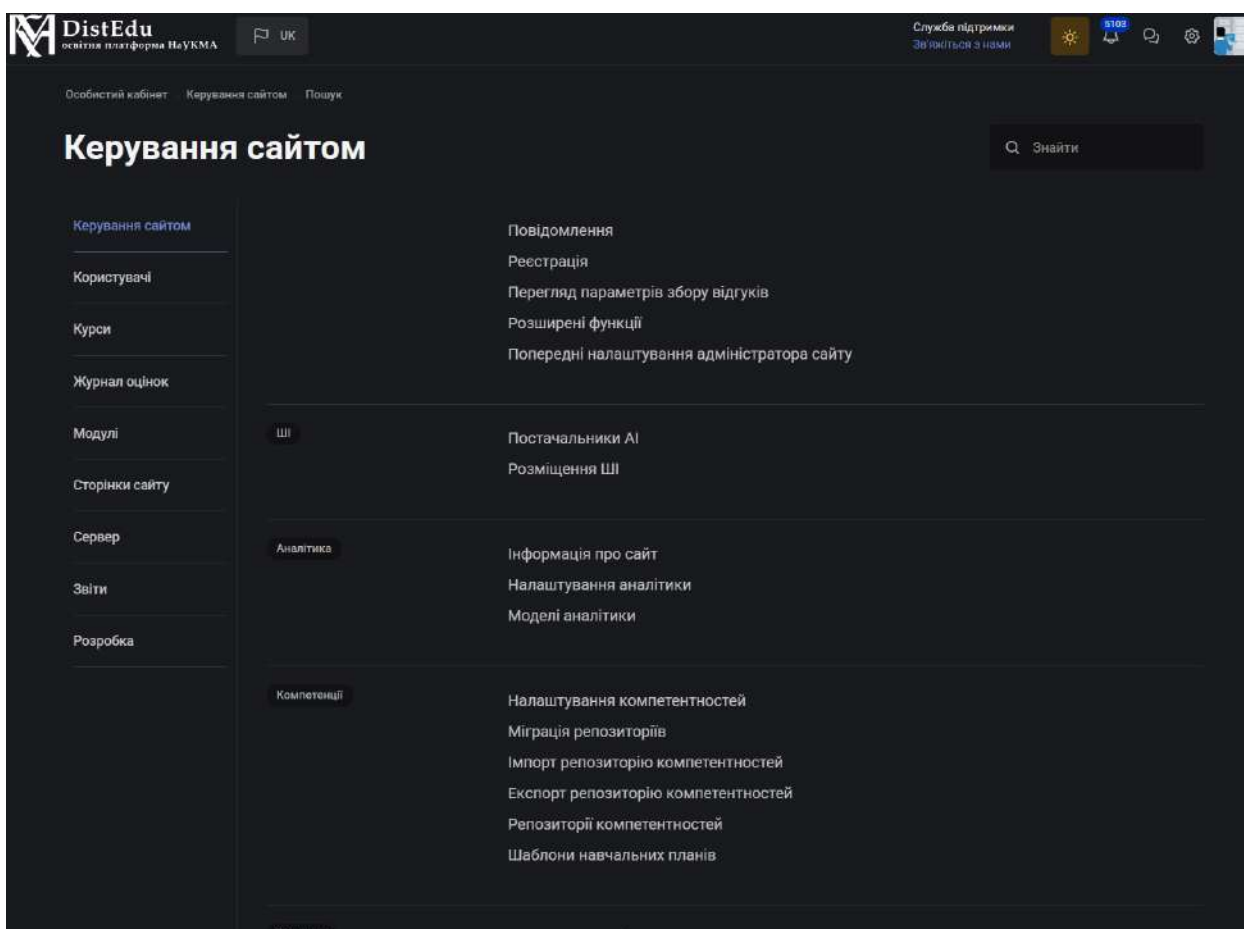 DistEdu
освітня платформа НаУКМА
UK
Служба підтримки
Зв'яжіться з нами
5103
Особистий кабінет Керування сайтом Пошук
Керування сайтом
Знайти
Керування сайтом
Користувачі
Курси
Журнал оцінок
Модулі
Сторінки сайту
Сервер
Звіти
Розробка
Повідомлення
Реєстрація
Перегляд параметрів збору відгуків
Розширені функції
Попередні налаштування адміністратора сайту
ШІ
Постачальники AI
Розміщення ШІ
Аналітика
Інформація про сайт
Налаштування аналітики
Моделі аналітики
Компетенції
Налаштування компетентностей
Міграція репозиторіїв
Імпорт репозиторію компетентностей
Експорт репозиторію компетентностей
Репозиторії компетентностей
Шаблони навчальних планів